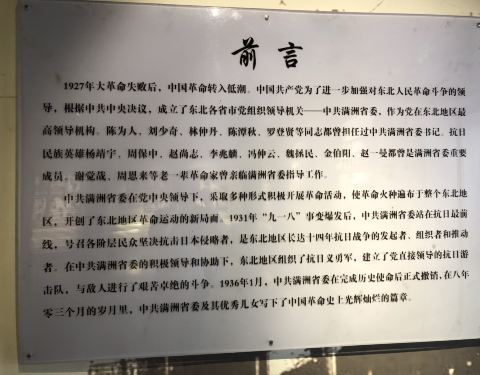 前言
1927年大革命失败后，中国革命转入低潮。中国共产党为了进一步加强对东北人民革命斗争的领
导，根据中共中央决议，成立了东北各省市党组织领导机关——中共满洲省委，作为党在东北地区最
高领导机构。陈为人、刘少奇、林仲丹、陈潭秋、罗登贤等同志都曾担任过中共满洲省委书记。抗日
民族英雄杨靖宇、周保中、赵尚志、李兆麟、冯仲云、魏拯民、金伯阳、赵一曼都曾是满洲省委重要
成员。谢觉哉、周恩来等老一辈革命家曾亲临满洲省委指导工作。
中共满洲省委在党中央领导下，采取多种形式积极开展革命活动，使革命火种遍布于整个东北地
区，开创了东北地区革命运动的新局面。1931年“九一八”事变爆发后，中共满洲省委站在抗日最前
线，号召各阶层民众坚决抗击日本侵略者，是东北地区长达十四年抗日战争的发起者、组织者和推动
者。在中共满洲省委的积极领导和协助下，东北地区组织了抗日义勇军，建立了党直接领导的抗日游
击队，与敌人进行了艰苦卓绝的斗争。1936年1月，中共满洲省委在完成历史使命后正式撤销，在八年
零三个月的岁月里，中共满洲省委及其优秀儿女写下了中国革命史上光辉灿烂的篇章。